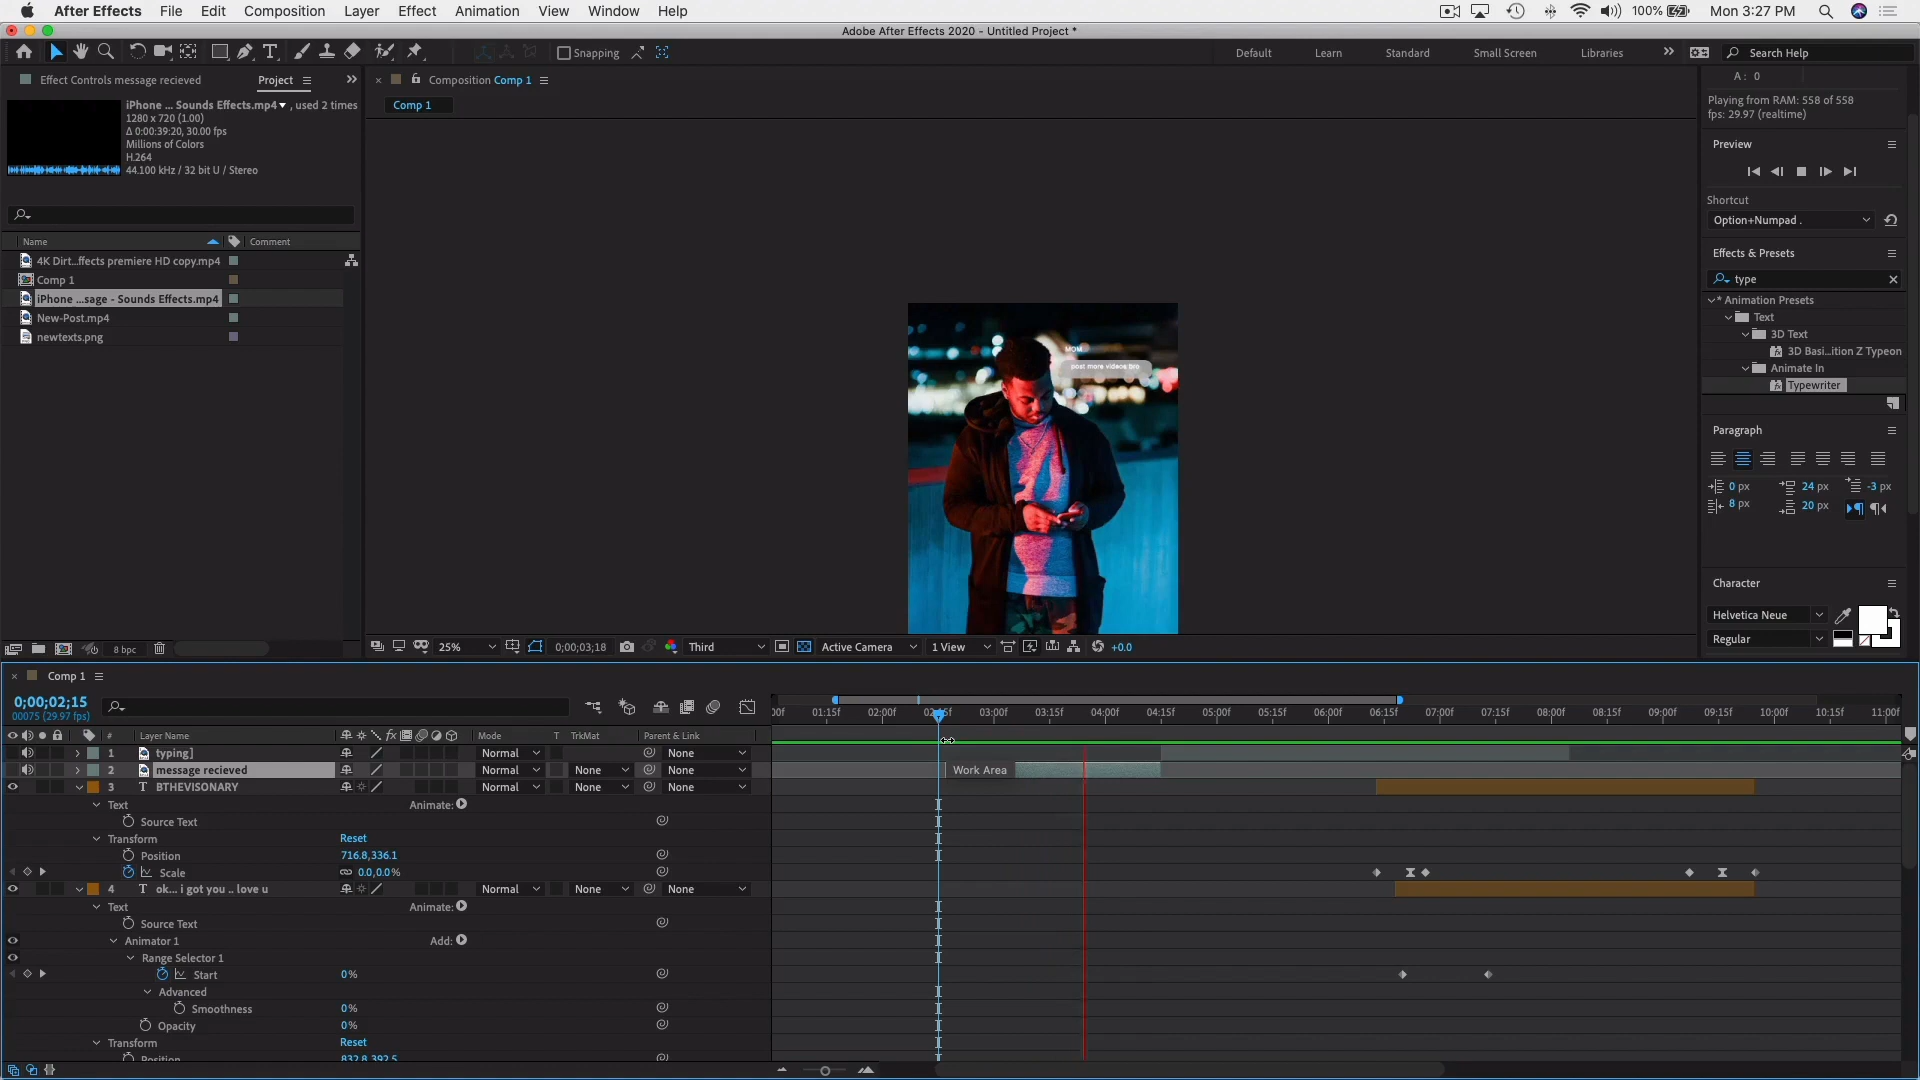 After Effects File Edit Composition Layer Effect Animation View Window Help
100% Mon 3:27 PM
Adobe After Effects 2020 - Untitled Project *
Snapping
Default Learn Standard Small Screen Libraries
Search Help
Effect Controls message recieved Project
Composition Comp 1
Comp 1
iPhone ... Sounds Effects.mp4 , used 2 times
1280 x 720 (1.00)
Δ 0:00:39:20, 30.00 fps
Millions of Colors
H.264
44.100 kHz / 32 bit U / Stereo
Name Comment
4K Dirt...ffects premiere HD copy.mp4
Comp 1
iPhone ...sage - Sounds Effects.mp4
New-Post.mp4
newtexts.png
8 bpc
MOM
post more videos bro
25% 0;00;03;18 Third Active Camera 1 View +0.0
A : 0
Playing from RAM: 558 of 558
fps: 29.97 (realtime)
Preview
Shortcut
Option+Numpad .
Effects & Presets
type
* Animation Presets
Text
3D Text
3D Basi...ition Z Typeon
Animate In
Typewriter
Paragraph
0 px 24 px -3 px
8 px 20 px
Character
Helvetica Neue
Regular
Comp 1
0;00;02;15
00075 (29.97 fps)
00f 01:15f 02:00f 02:15f 03:00f 03:15f 04:00f 04:15f 05:00f 05:15f 06:00f 06:15f 07:00f 07:15f 08:00f 08:15f 09:00f 09:15f 10:00f 10:15f 11:00f
# Layer Name fx Mode T TrkMat Parent & Link
1 typing] Normal None
2 message recieved Normal None None
Work Area
3 T BTHEVISONARY Normal None None
Text Animate:
Source Text
Transform Reset
Position 716.8,336.1
Scale 0.0,0.0%
4 T ok... i got you .. love u Normal None None
Text Animate:
Source Text
Animator 1 Add:
Range Selector 1
Start 0%
Advanced
Smoothness 0%
Opacity 0%
Transform Reset
Position 832.8,392.5